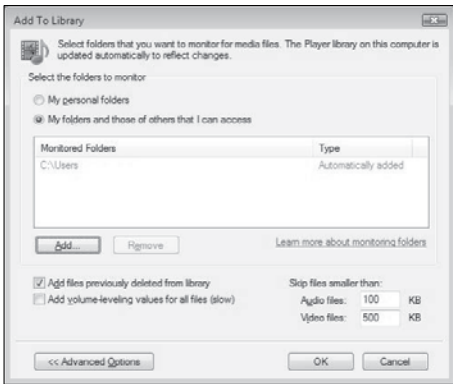 Add To Library
Select folders that you want to monitor for media files. The Player library on this computer is
updated automatically to reflect changes.
Select the folders to monitor
My personal folders
My folders and those of others that I can access
Monitored Folders Type
C:\Users Automatically added
Add... Remove Learn more about monitoring folders
Add files previously deleted from library
Add volume-leveling values for all files (slow)
Skip files smaller than:
Audio files: 100 KB
Video files: 500 KB
<< Advanced Options OK Cancel